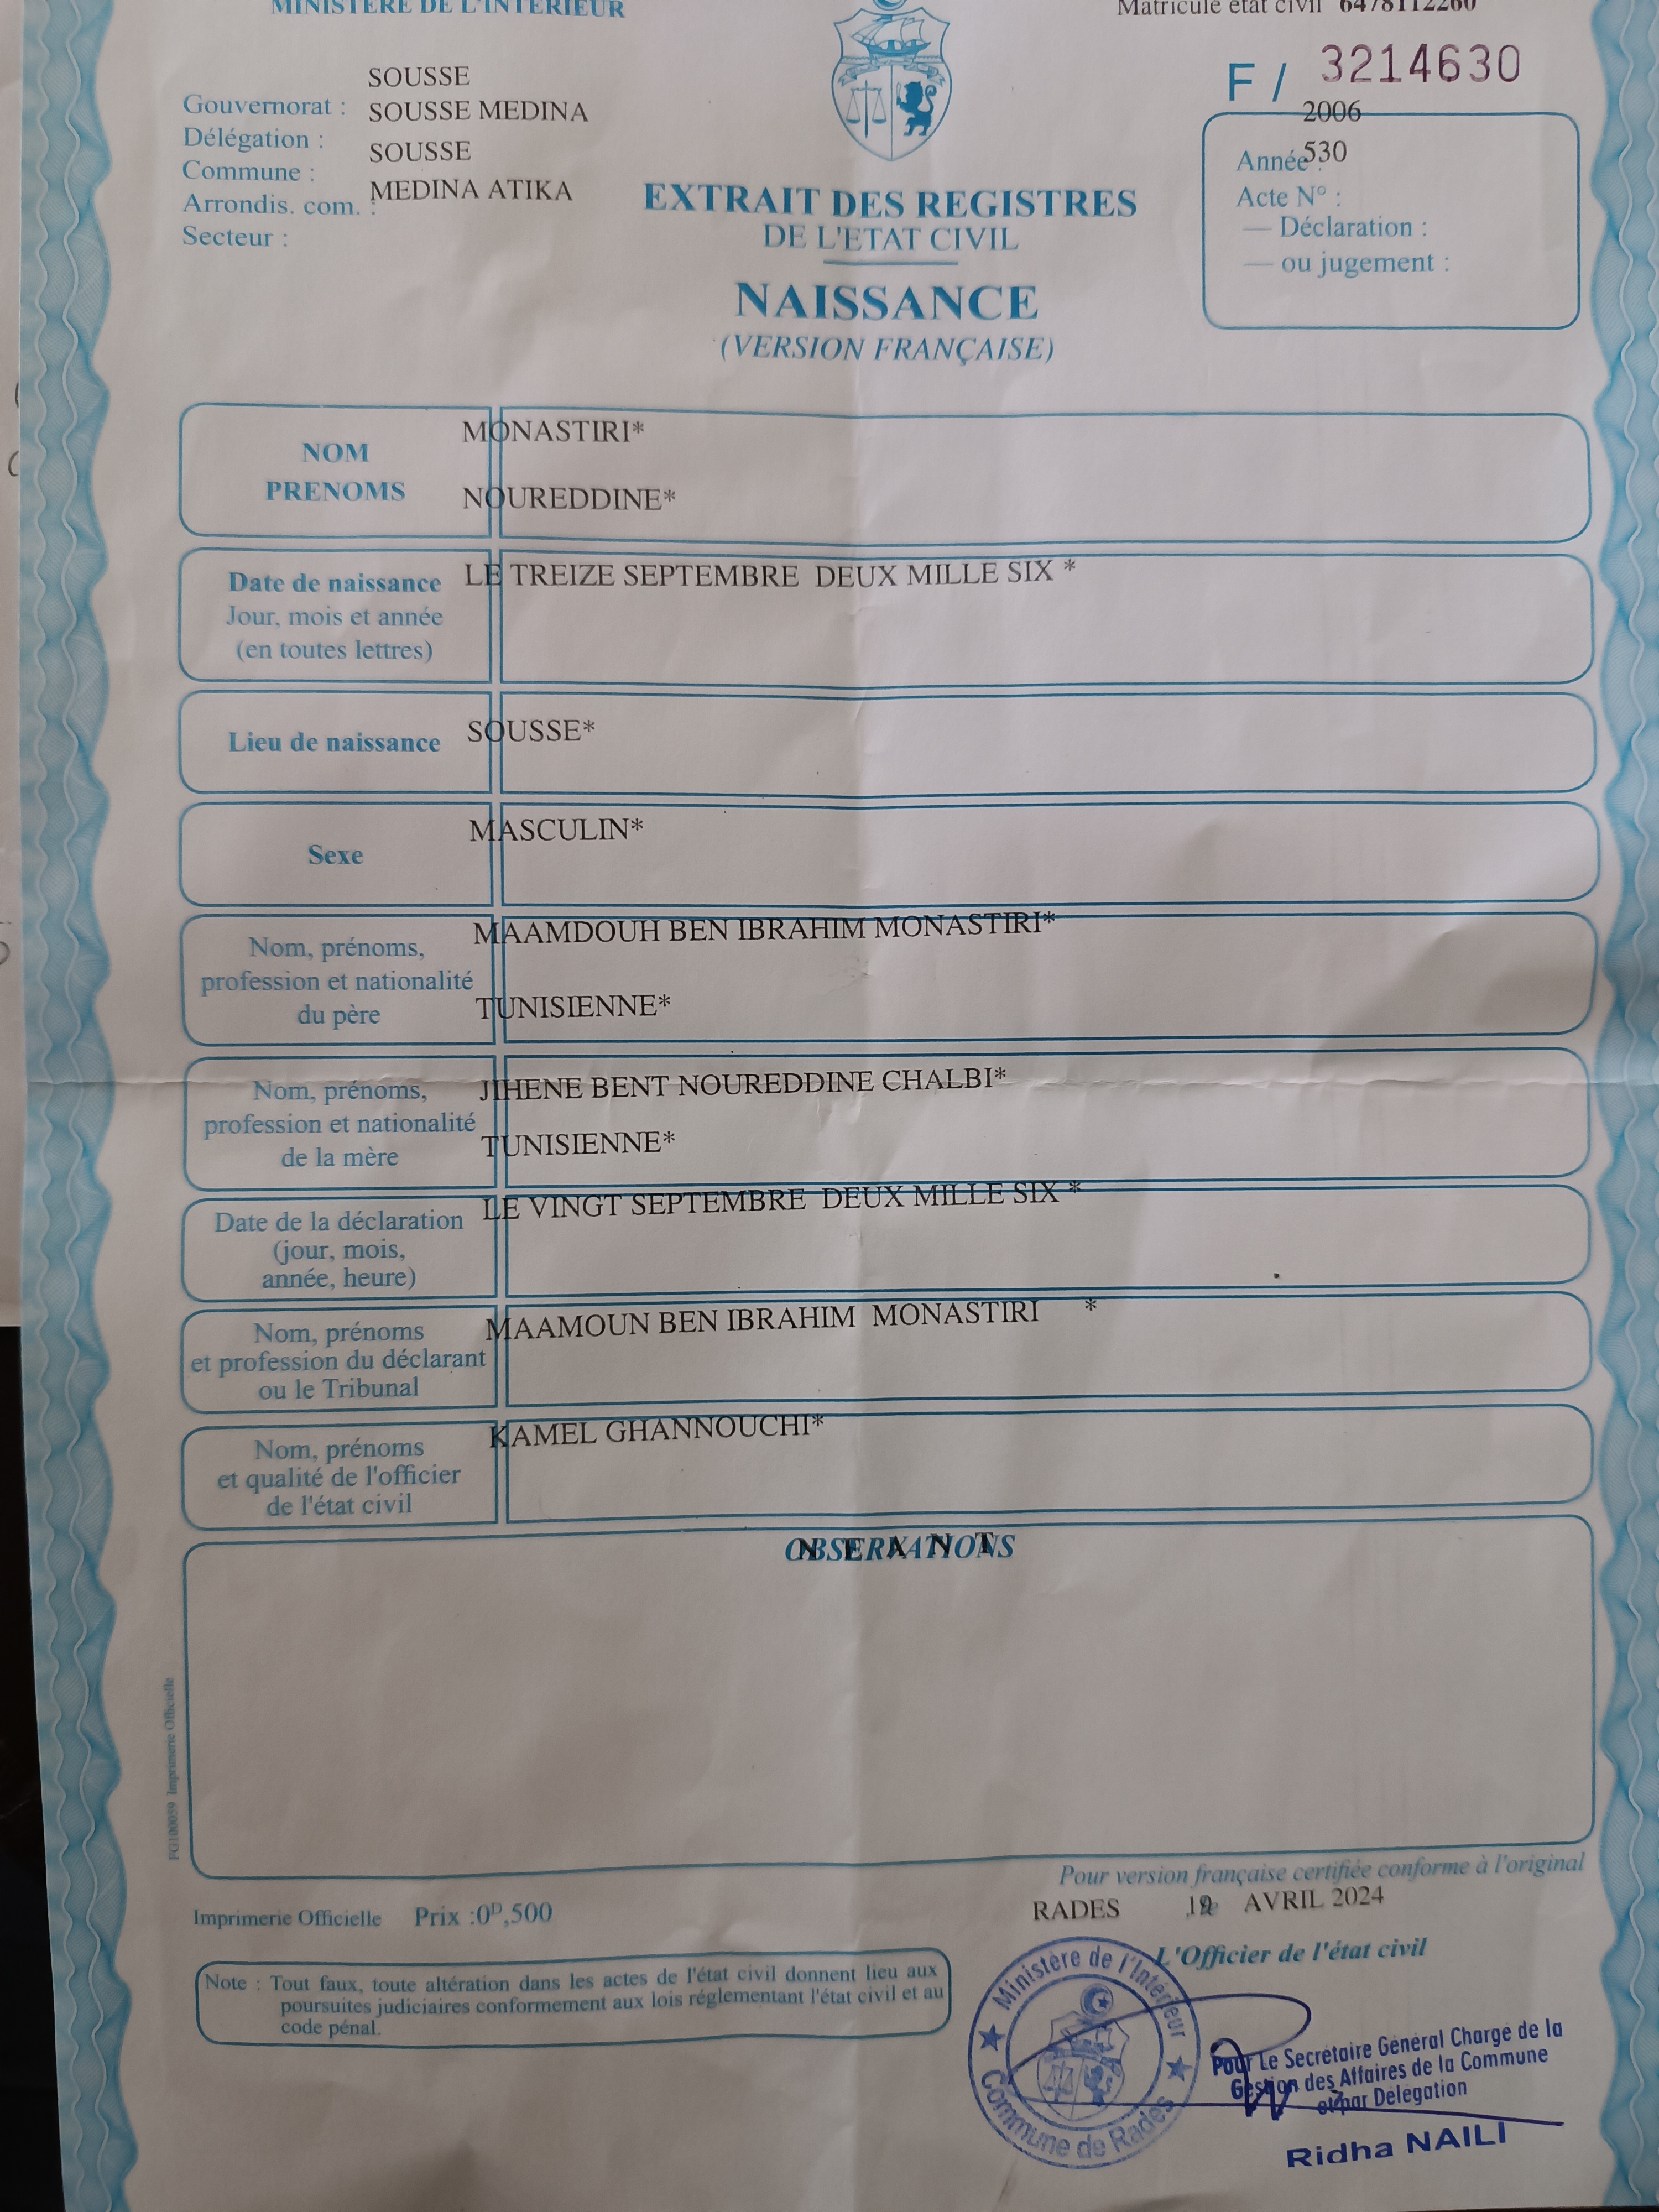 MINISTERE DE L'INTERIEUR
Matricule état civil 6478112260
F / 3214630
Gouvernorat : SOUSSE
Délégation : SOUSSE MEDINA
Commune : SOUSSE
Arrondis. com. : MEDINA ATIKA
Secteur :
2006
Année : 530
Acte N° :
— Déclaration :
— ou jugement :
EXTRAIT DES REGISTRES
DE L'ETAT CIVIL
NAISSANCE
(VERSION FRANÇAISE)
NOM MONASTIRI*
PRENOMS NOUREDDINE*
Date de naissance LE TREIZE SEPTEMBRE DEUX MILLE SIX *
Jour, mois et année
(en toutes lettres)
Lieu de naissance SOUSSE*
Sexe MASCULIN*
Nom, prénoms, MAAMDOUH BEN IBRAHIM MONASTIRI*
profession et nationalité
du père TUNISIENNE*
Nom, prénoms, JIHENE BENT NOUREDDINE CHALBI*
profession et nationalité
de la mère TUNISIENNE*
Date de la déclaration LE VINGT SEPTEMBRE DEUX MILLE SIX *
(jour, mois,
année, heure)
Nom, prénoms MAAMOUN BEN IBRAHIM MONASTIRI *
et profession du déclarant
ou le Tribunal
Nom, prénoms KAMEL GHANNOUCHI*
et qualité de l'officier
de l'état civil
OBSERVATIONS
N E A N T
PG100059 Imprimerie Officielle
Pour version française certifiée conforme à l'original
Imprimerie Officielle Prix :0D,500
RADES AVRIL 2024
L'Officier de l'état civil
Note : Tout faux, toute altération dans les actes de l'état civil donnent lieu aux
poursuites judiciaires conformement aux lois réglementant l'état civil et au
code pénal.
Ministère de l'Intérieur
Commune de Rades
Pour Le Secrétaire Général Chargé de la
Gestion des Affaires de la Commune
et par Delegation
Ridha NAILI